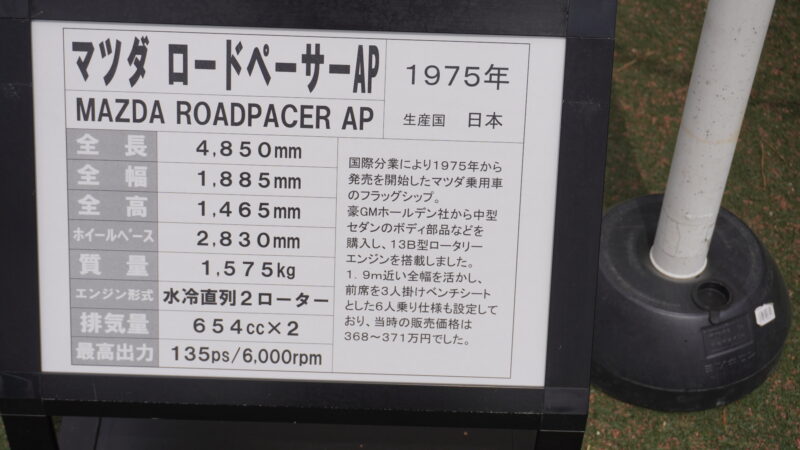 マツダ ロードペーサーAP
1975年
MAZDA ROADPACER AP
生産国 日本
全長 4,850mm
全幅 1,885mm
全高 1,465mm
ホイールベース 2,830mm
質量 1,575kg
エンジン形式 水冷直列2ローター
排気量 654cc×2
最高出力 135ps/6,000rpm
国際分業により1975年から
発売を開始したマツダ乗用車
のフラッグシップ。
豪GMホールデン社から中型
セダンのボディ部品などを
購入し、13B型ロータリー
エンジンを搭載しました。
1.9m近い全幅を活かし、
前席を3人掛けベンチシート
とした6人乗り仕様も設定して
おり、当時の販売価格は
368～371万円でした。